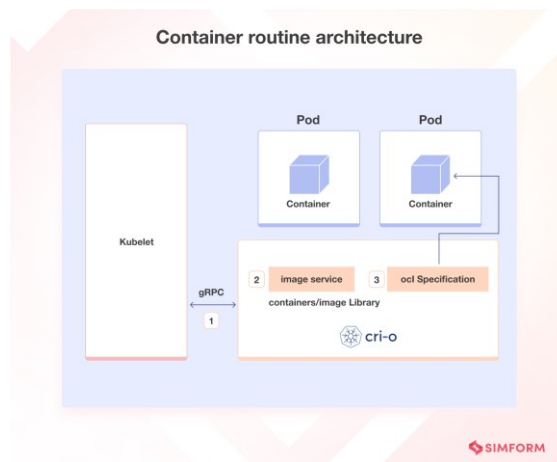 Container routine architecture
Pod
Pod
Container
Container
Kubelet
gRPC
1
2
image service
3
ocl Specification
containers/image Library
cri-o
SIMFORM